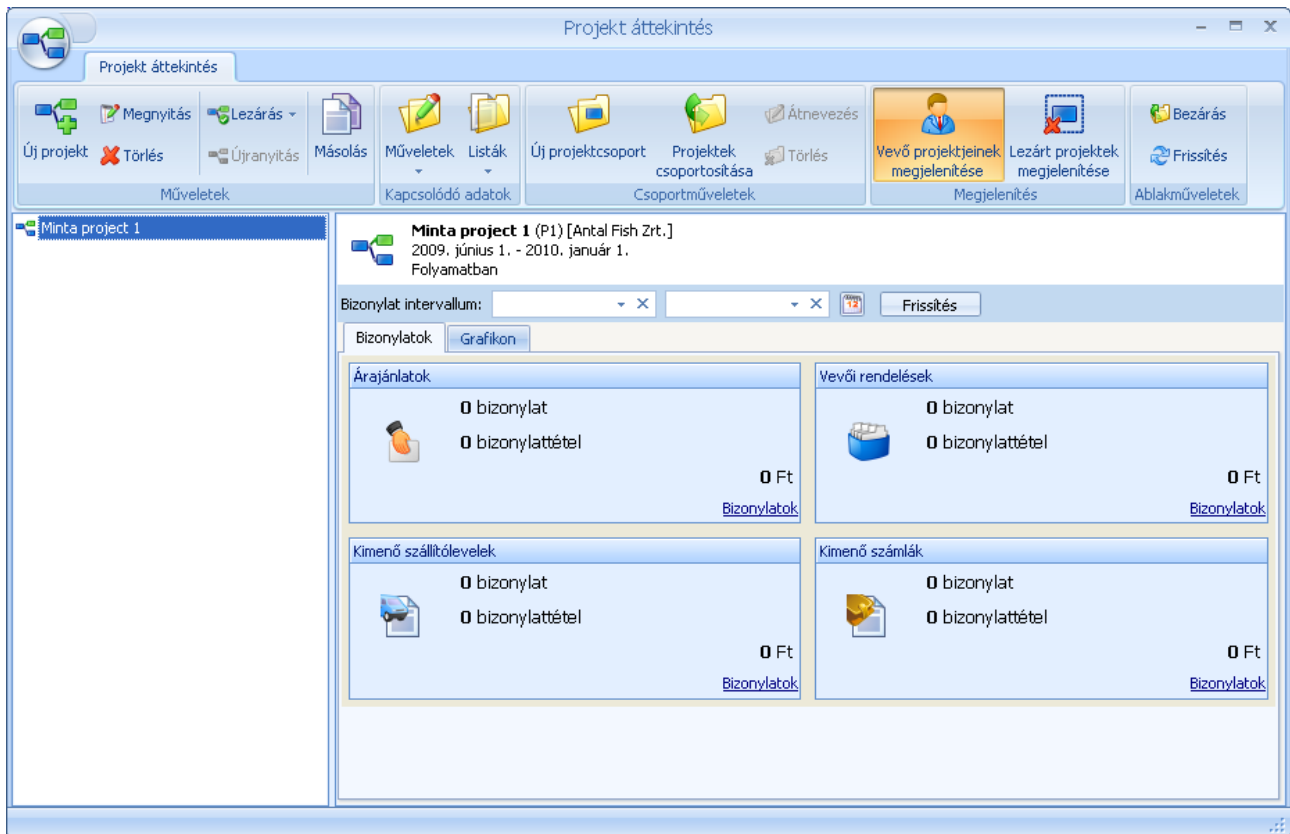 Projekt áttekintés
Projekt áttekintés
Új projekt
Megnyitás
Törlés
Lezárás
Újranyitás
Másolás
Műveletek
Műveletek
Listák
Kapcsolódó adatok
Új projektcsoport
Projektek
csoportosítása
Átnevezés
Törlés
Csoportműveletek
Vevő projektjeinek
megjelenítése
Lezárt projektek
megjelenítése
Megjelenítés
Bezárás
Frissítés
Ablakműveletek
Minta project 1
Minta project 1 (P1) [Antal Fish Zrt.]
2009. június 1. - 2010. január 1.
Folyamatban
Bizonylat intervallum:
12
Frissítés
Bizonylatok
Grafikon
Árajánlatok
0 bizonylat
0 bizonylattétel
0 Ft
Bizonylatok
Vevői rendelések
0 bizonylat
0 bizonylattétel
0 Ft
Bizonylatok
Kimenő szállítólevelek
0 bizonylat
0 bizonylattétel
0 Ft
Bizonylatok
Kimenő számlák
0 bizonylat
0 bizonylattétel
0 Ft
Bizonylatok